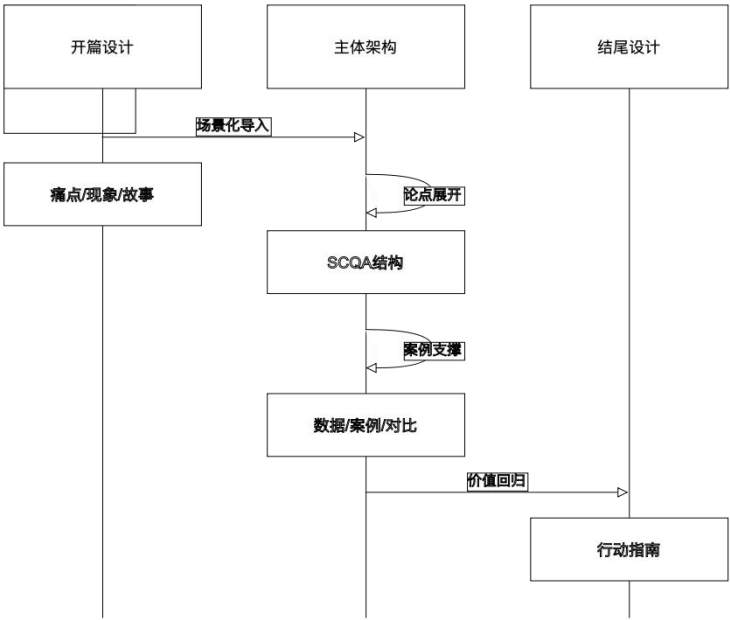 开篇设计
主体架构
结尾设计
场景化导入
痛点/现象/故事
论点展开
SCQA结构
案例支撑
数据/案例/对比
价值回归
行动指南